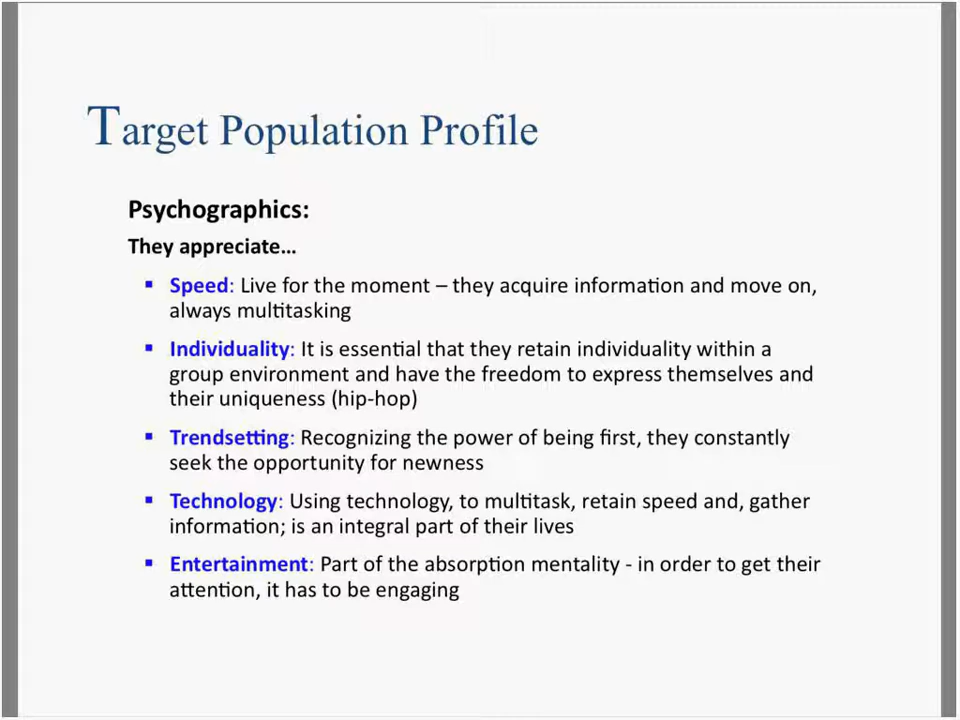 Target Population Profile
Psychographics:
They appreciate…
▪ Speed: Live for the moment – they acquire information and move on,
always multitasking
▪ Individuality: It is essential that they retain individuality within a
group environment and have the freedom to express themselves and
their uniqueness (hip-hop)
▪ Trendsetting: Recognizing the power of being first, they constantly
seek the opportunity for newness
▪ Technology: Using technology, to multitask, retain speed and, gather
information; is an integral part of their lives
▪ Entertainment: Part of the absorption mentality - in order to get their
attention, it has to be engaging